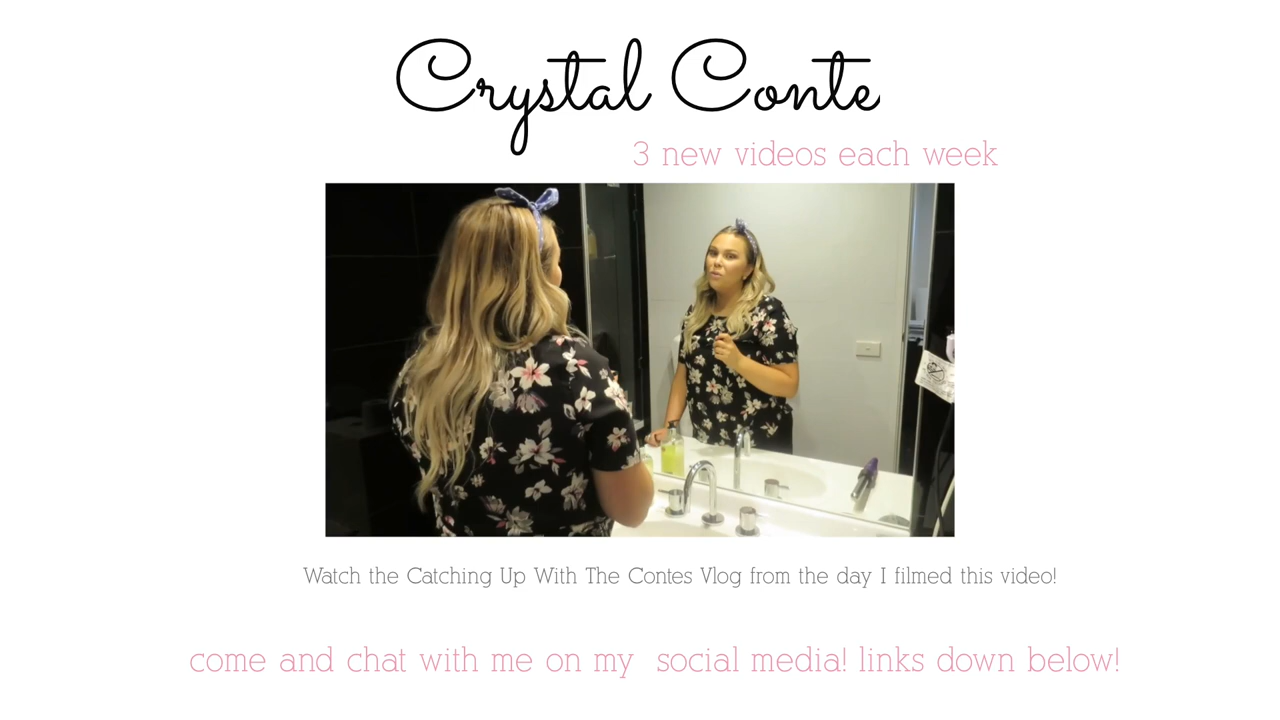 Crystal Conte
3 new videos each week
Watch the Catching Up With The Contes Vlog from the day I filmed this video!
come and chat with me on my social media! links down below!